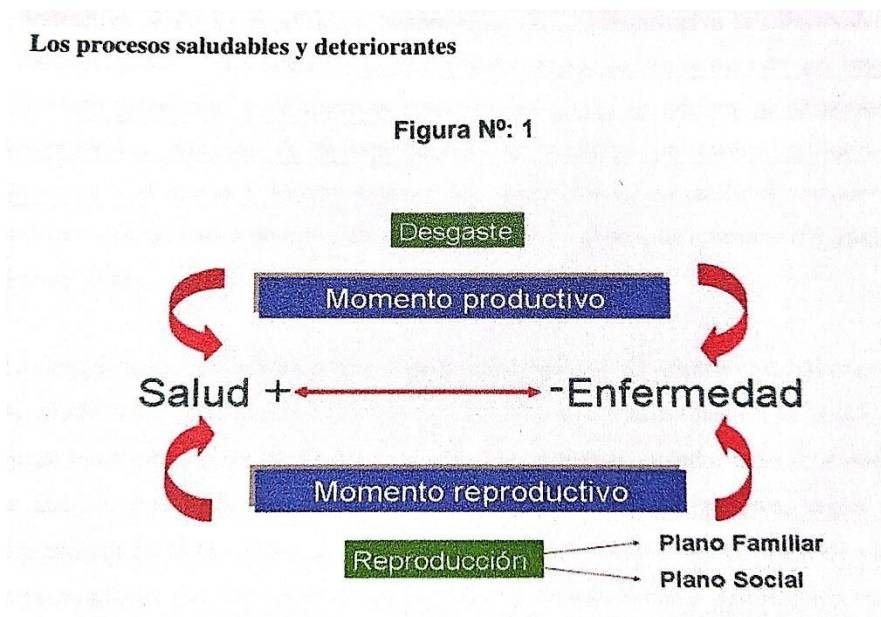 Los procesos saludables y deteriorantes
Figura Nº: 1
Desgaste
Momento productivo
Salud + - Enfermedad
Momento reproductivo
Reproducción
Plano Familiar
Plano Social